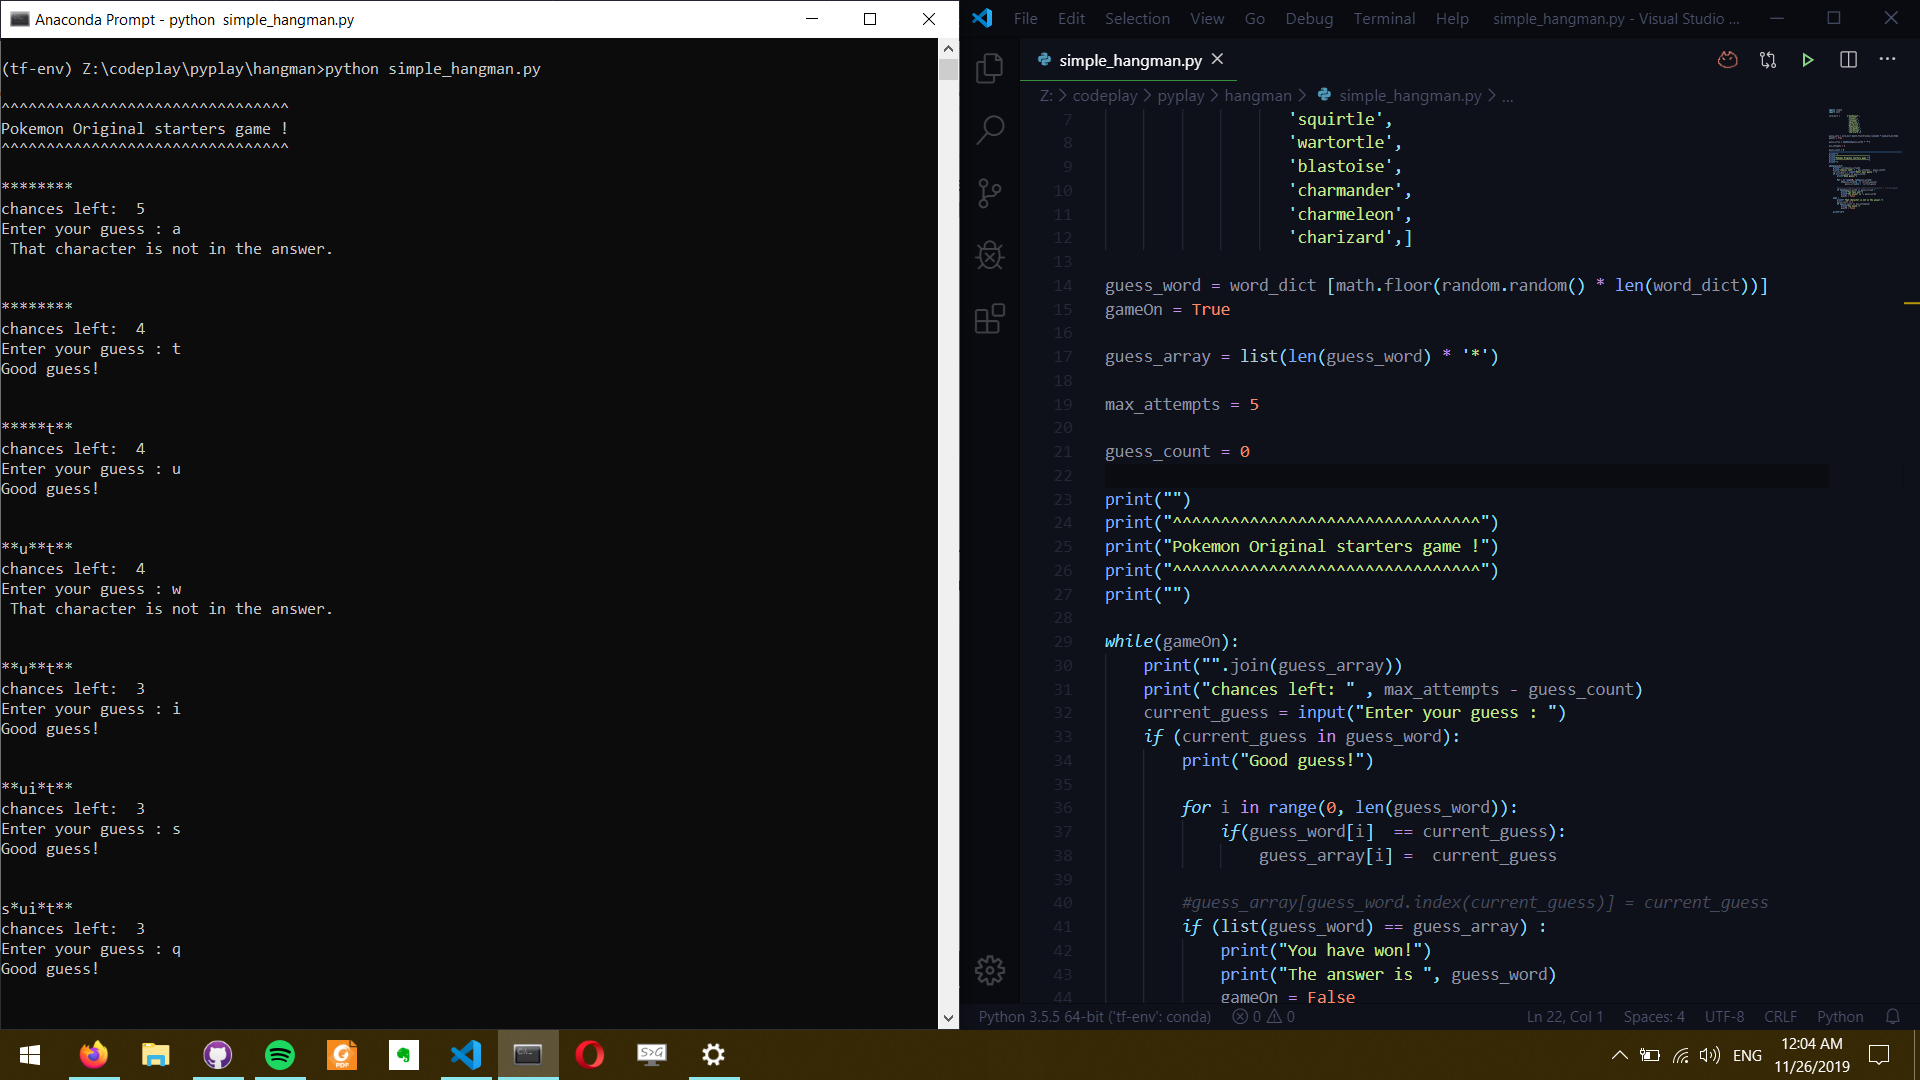 Anaconda Prompt - python  simple_hangman.py
(tf-env) Z:\codeplay\pyplay\hangman>python simple_hangman.py
^^^^^^^^^^^^^^^^^^^^^^^^^^^^^^^^
Pokemon Original starters game !
^^^^^^^^^^^^^^^^^^^^^^^^^^^^^^^^
********
chances left:  5
Enter your guess : a
 That character is not in the answer.
********
chances left:  4
Enter your guess : t
Good guess!
*****t**
chances left:  4
Enter your guess : u
Good guess!
**u**t**
chances left:  4
Enter your guess : w
 That character is not in the answer.
**u**t**
chances left:  3
Enter your guess : i
Good guess!
**ui*t**
chances left:  3
Enter your guess : s
Good guess!
s*ui*t**
chances left:  3
Enter your guess : q
Good guess!
File Edit Selection View Go Debug Terminal Help simple_hangman.py - Visual Studio ...
simple_hangman.py
Z: > codeplay > pyplay > hangman > simple_hangman.py > ...
7 'squirtle',
8 'wartortle',
9 'blastoise',
10 'charmander',
11 'charmeleon',
12 'charizard',]
13
14 guess_word = word_dict [math.floor(random.random() * len(word_dict))]
15 gameOn = True
16
17 guess_array = list(len(guess_word) * '*')
18
19 max_attempts = 5
20
21 guess_count = 0
22
23 print("")
24 print("^^^^^^^^^^^^^^^^^^^^^^^^^^^^^^^^")
25 print("Pokemon Original starters game !")
26 print("^^^^^^^^^^^^^^^^^^^^^^^^^^^^^^^^")
27 print("")
28
29 while(gameOn):
30 print("".join(guess_array))
31 print("chances left: " , max_attempts - guess_count)
32 current_guess = input("Enter your guess : ")
33 if (current_guess in guess_word):
34 print("Good guess!")
35
36 for i in range(0, len(guess_word)):
37 if(guess_word[i]  == current_guess):
38 guess_array[i] =  current_guess
39
40 #guess_array[guess_word.index(current_guess)] = current_guess
41 if (list(guess_word) == guess_array) :
42 print("You have won!")
43 print("The answer is ", guess_word)
44 gameOn = False
Python 3.5.5 64-bit ('tf-env': conda) 0 0 Ln 22, Col 1 Spaces: 4 UTF-8 CRLF Python
PDF
S>G
ENG
12:04 AM
11/26/2019